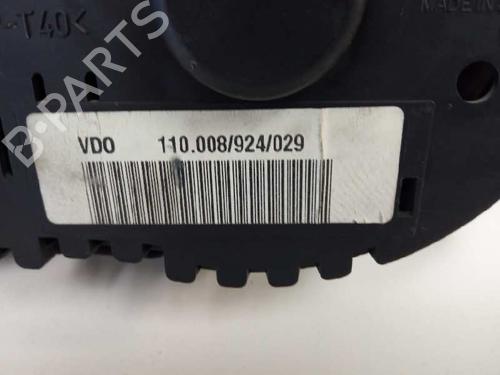 -T40<
MADE IN
VDO 110.008/924/029
B-PARTS